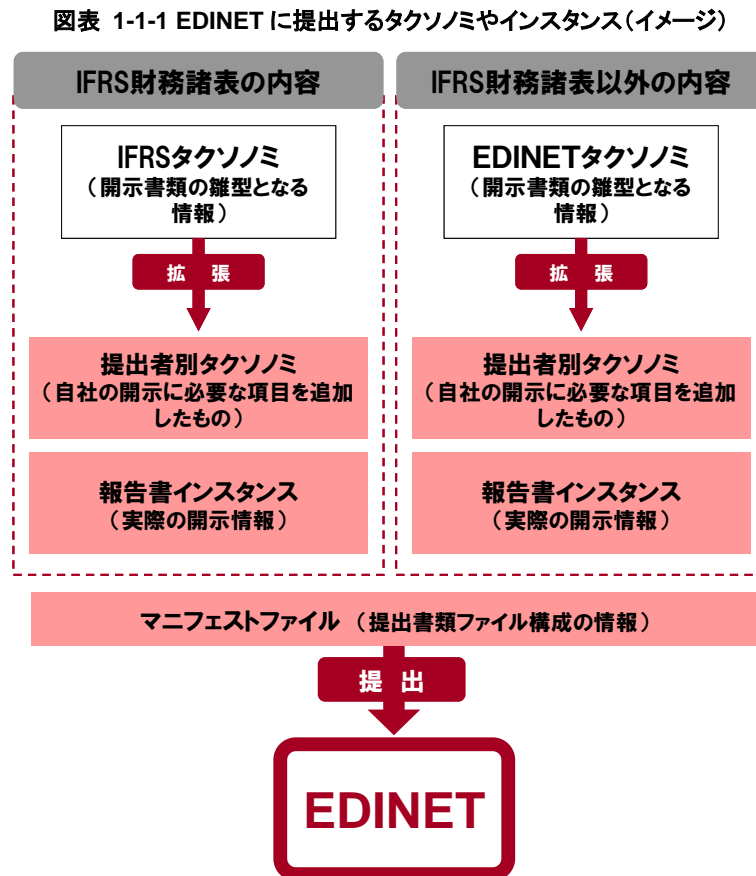 図表 1-1-1 EDINET に提出するタクソノミやインスタンス（イメージ）
IFRS財務諸表の内容
IFRSタクソノミ
（開示書類の雛型となる
情報）
拡 張
提出者別タクソノミ
（自社の開示に必要な項目を追加
したもの）
報告書インスタンス
（実際の開示情報）
IFRS財務諸表以外の内容
EDINETタクソノミ
（開示書類の雛型となる
情報）
拡 張
提出者別タクソノミ
（自社の開示に必要な項目を追加
したもの）
報告書インスタンス
（実際の開示情報）
マニフェストファイル （提出書類ファイル構成の情報）
提 出
EDINET